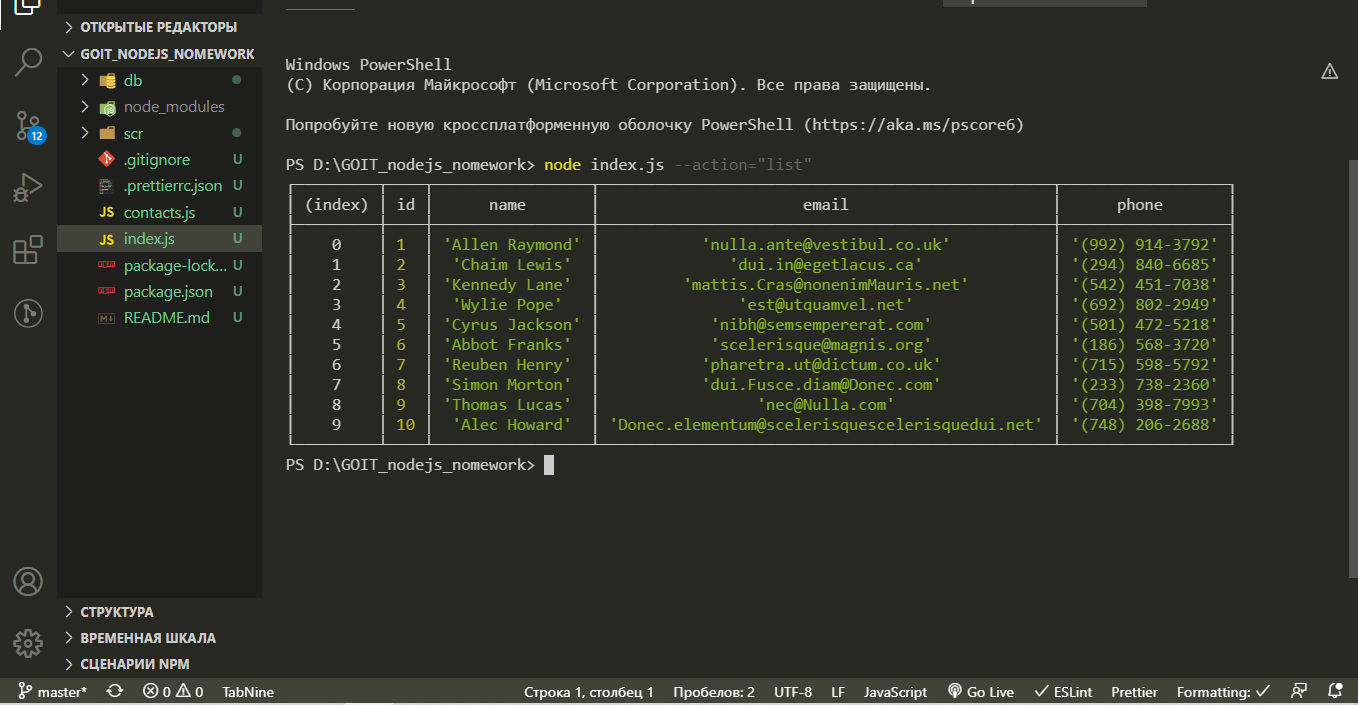 ОТКРЫТЫЕ РЕДАКТОРЫ
GOIT_NODEJS_NOMEWORK
db
node_modules
scr
.gitignore U
.prettierrc.json U
contacts.js U
index.js U
package-lock... U
package.json U
README.md U
12
СТРУКТУРА
ВРЕМЕННАЯ ШКАЛА
СЦЕНАРИИ NPM
Windows PowerShell
(C) Корпорация Майкрософт (Microsoft Corporation). Все права защищены.
Попробуйте новую кроссплатформенную оболочку PowerShell (https://aka.ms/pscore6)
PS D:\GOIT_nodejs_nomework> node index.js --action="list"
(index) id name email phone
0 1 'Allen Raymond' 'nulla.ante@vestibul.co.uk' '(992) 914-3792'
1 2 'Chaim Lewis' 'dui.in@egetlacus.ca' '(294) 840-6685'
2 3 'Kennedy Lane' 'mattis.Cras@nonenimMauris.net' '(542) 451-7038'
3 4 'Wylie Pope' 'est@utquamvel.net' '(692) 802-2949'
4 5 'Cyrus Jackson' 'nibh@semsempererat.com' '(501) 472-5218'
5 6 'Abbot Franks' 'scelerisque@magnis.org' '(186) 568-3720'
6 7 'Reuben Henry' 'pharetra.ut@dictum.co.uk' '(715) 598-5792'
7 8 'Simon Morton' 'dui.Fusce.diam@Donec.com' '(233) 738-2360'
8 9 'Thomas Lucas' 'nec@Nulla.com' '(704) 398-7993'
9 10 'Alec Howard' 'Donec.elementum@scelerisquescelerisquedui.net' '(748) 206-2688'
PS D:\GOIT_nodejs_nomework>
master* 0 0 TabNine Строка 1, столбец 1 Пробелов: 2 UTF-8 LF JavaScript Go Live ESLint Prettier Formatting: